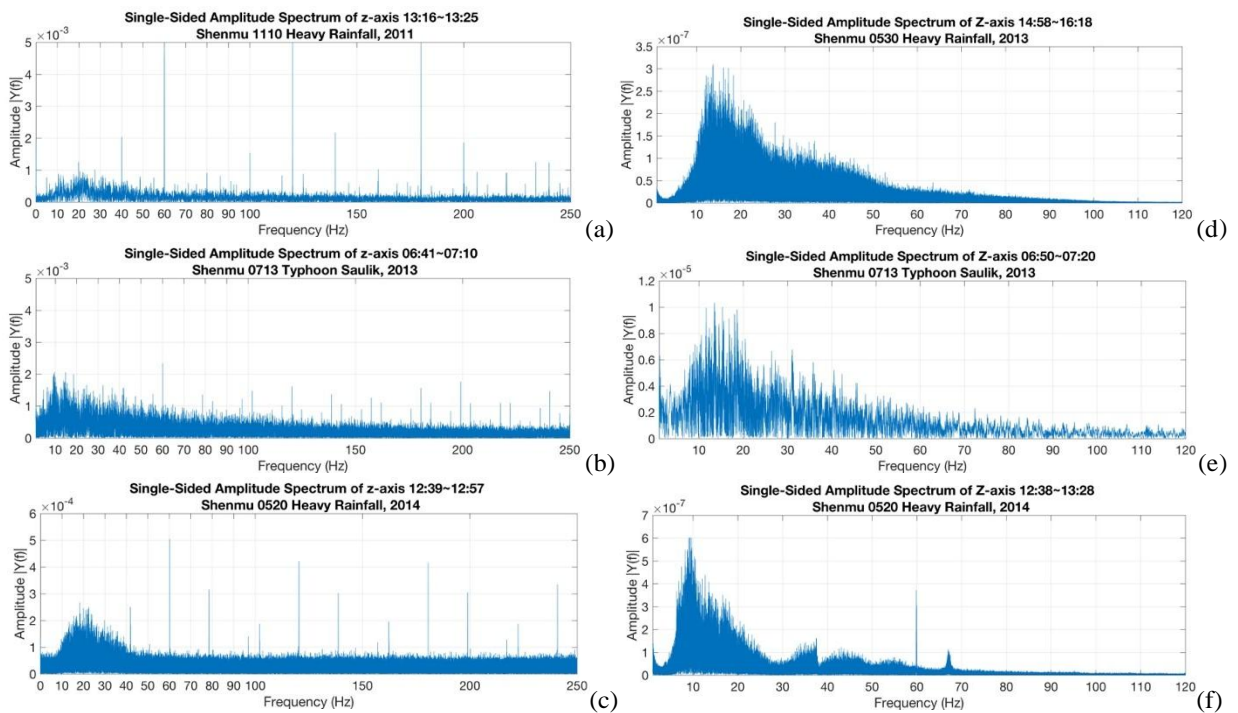 Single-Sided Amplitude Spectrum of z-axis 13:16~13:25
Shenmu 1110 Heavy Rainfall, 2011
×10⁻³
5
4
3
2
1
0
Amplitude |Y(f)|
0 10 20 30 40 50 60 70 80 90 100 150 200 250
Frequency (Hz)
(a)
Single-Sided Amplitude Spectrum of z-axis 06:41~07:10
Shenmu 0713 Typhoon Saulik, 2013
×10⁻³
5
4
3
2
1
0
Amplitude |Y(f)|
10 20 30 40 50 60 70 80 90 100 150 200 250
Frequency (Hz)
(b)
Single-Sided Amplitude Spectrum of z-axis 12:39~12:57
Shenmu 0520 Heavy Rainfall, 2014
×10⁻⁴
6
5
4
3
2
1
0
Amplitude |Y(f)|
0 10 20 30 40 50 60 70 80 90 100 150 200 250
Frequency (Hz)
(c)
Single-Sided Amplitude Spectrum of Z-axis 14:58~16:18
Shenmu 0530 Heavy Rainfall, 2013
×10⁻⁷
3.5
3
2.5
2
1.5
1
0.5
0
Amplitude |Y(f)|
10 20 30 40 50 60 70 80 90 100 110 120
Frequency (Hz)
(d)
Single-Sided Amplitude Spectrum of Z-axis 06:50~07:20
Shenmu 0713 Typhoon Saulik, 2013
×10⁻⁵
1.2
1
0.8
0.6
0.4
0.2
0
Amplitude |Y(f)|
10 20 30 40 50 60 70 80 90 100 110 120
Frequency (Hz)
(e)
Single-Sided Amplitude Spectrum of Z-axis 12:38~13:28
Shenmu 0520 Heavy Rainfall, 2014
×10⁻⁷
7
6
5
4
3
2
1
0
Amplitude |Y(f)|
10 20 30 40 50 60 70 80 90 100 110 120
Frequency (Hz)
(f)